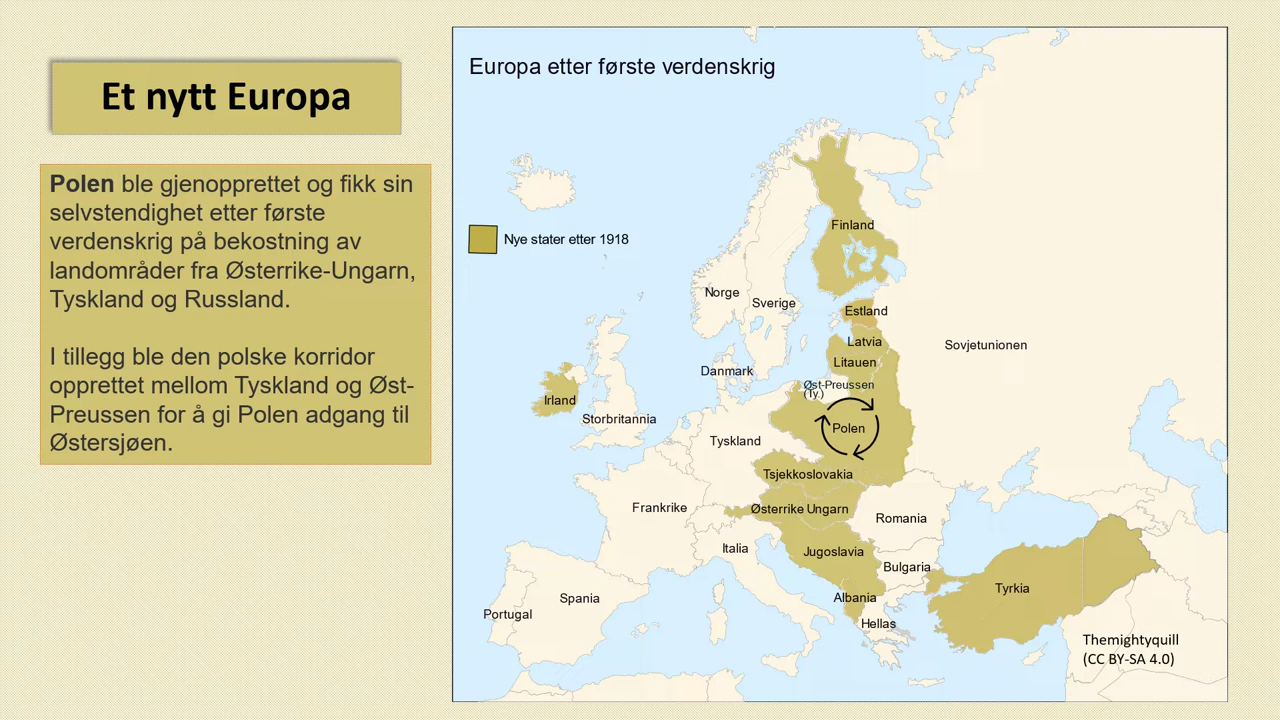 Et nytt Europa
Polen ble gjenopprettet og fikk sin
selvstendighet etter første
verdenskrig på bekostning av
landområder fra Østerrike-Ungarn,
Tyskland og Russland.
I tillegg ble den polske korridor
opprettet mellom Tyskland og Øst-
Preussen for å gi Polen adgang til
Østersjøen.
Europa etter første verdenskrig
Nye stater etter 1918
Finland
Norge
Sverige
Estland
Latvia
Sovjetunionen
Litauen
Danmark
Øst-Preussen
(Ty.)
Irland
Storbritannia
Polen
Tyskland
Tsjekkoslovakia
Frankrike
Østerrike Ungarn
Romania
Italia
Jugoslavia
Bulgaria
Tyrkia
Spania
Albania
Portugal
Hellas
Themightyquill
(CC BY-SA 4.0)